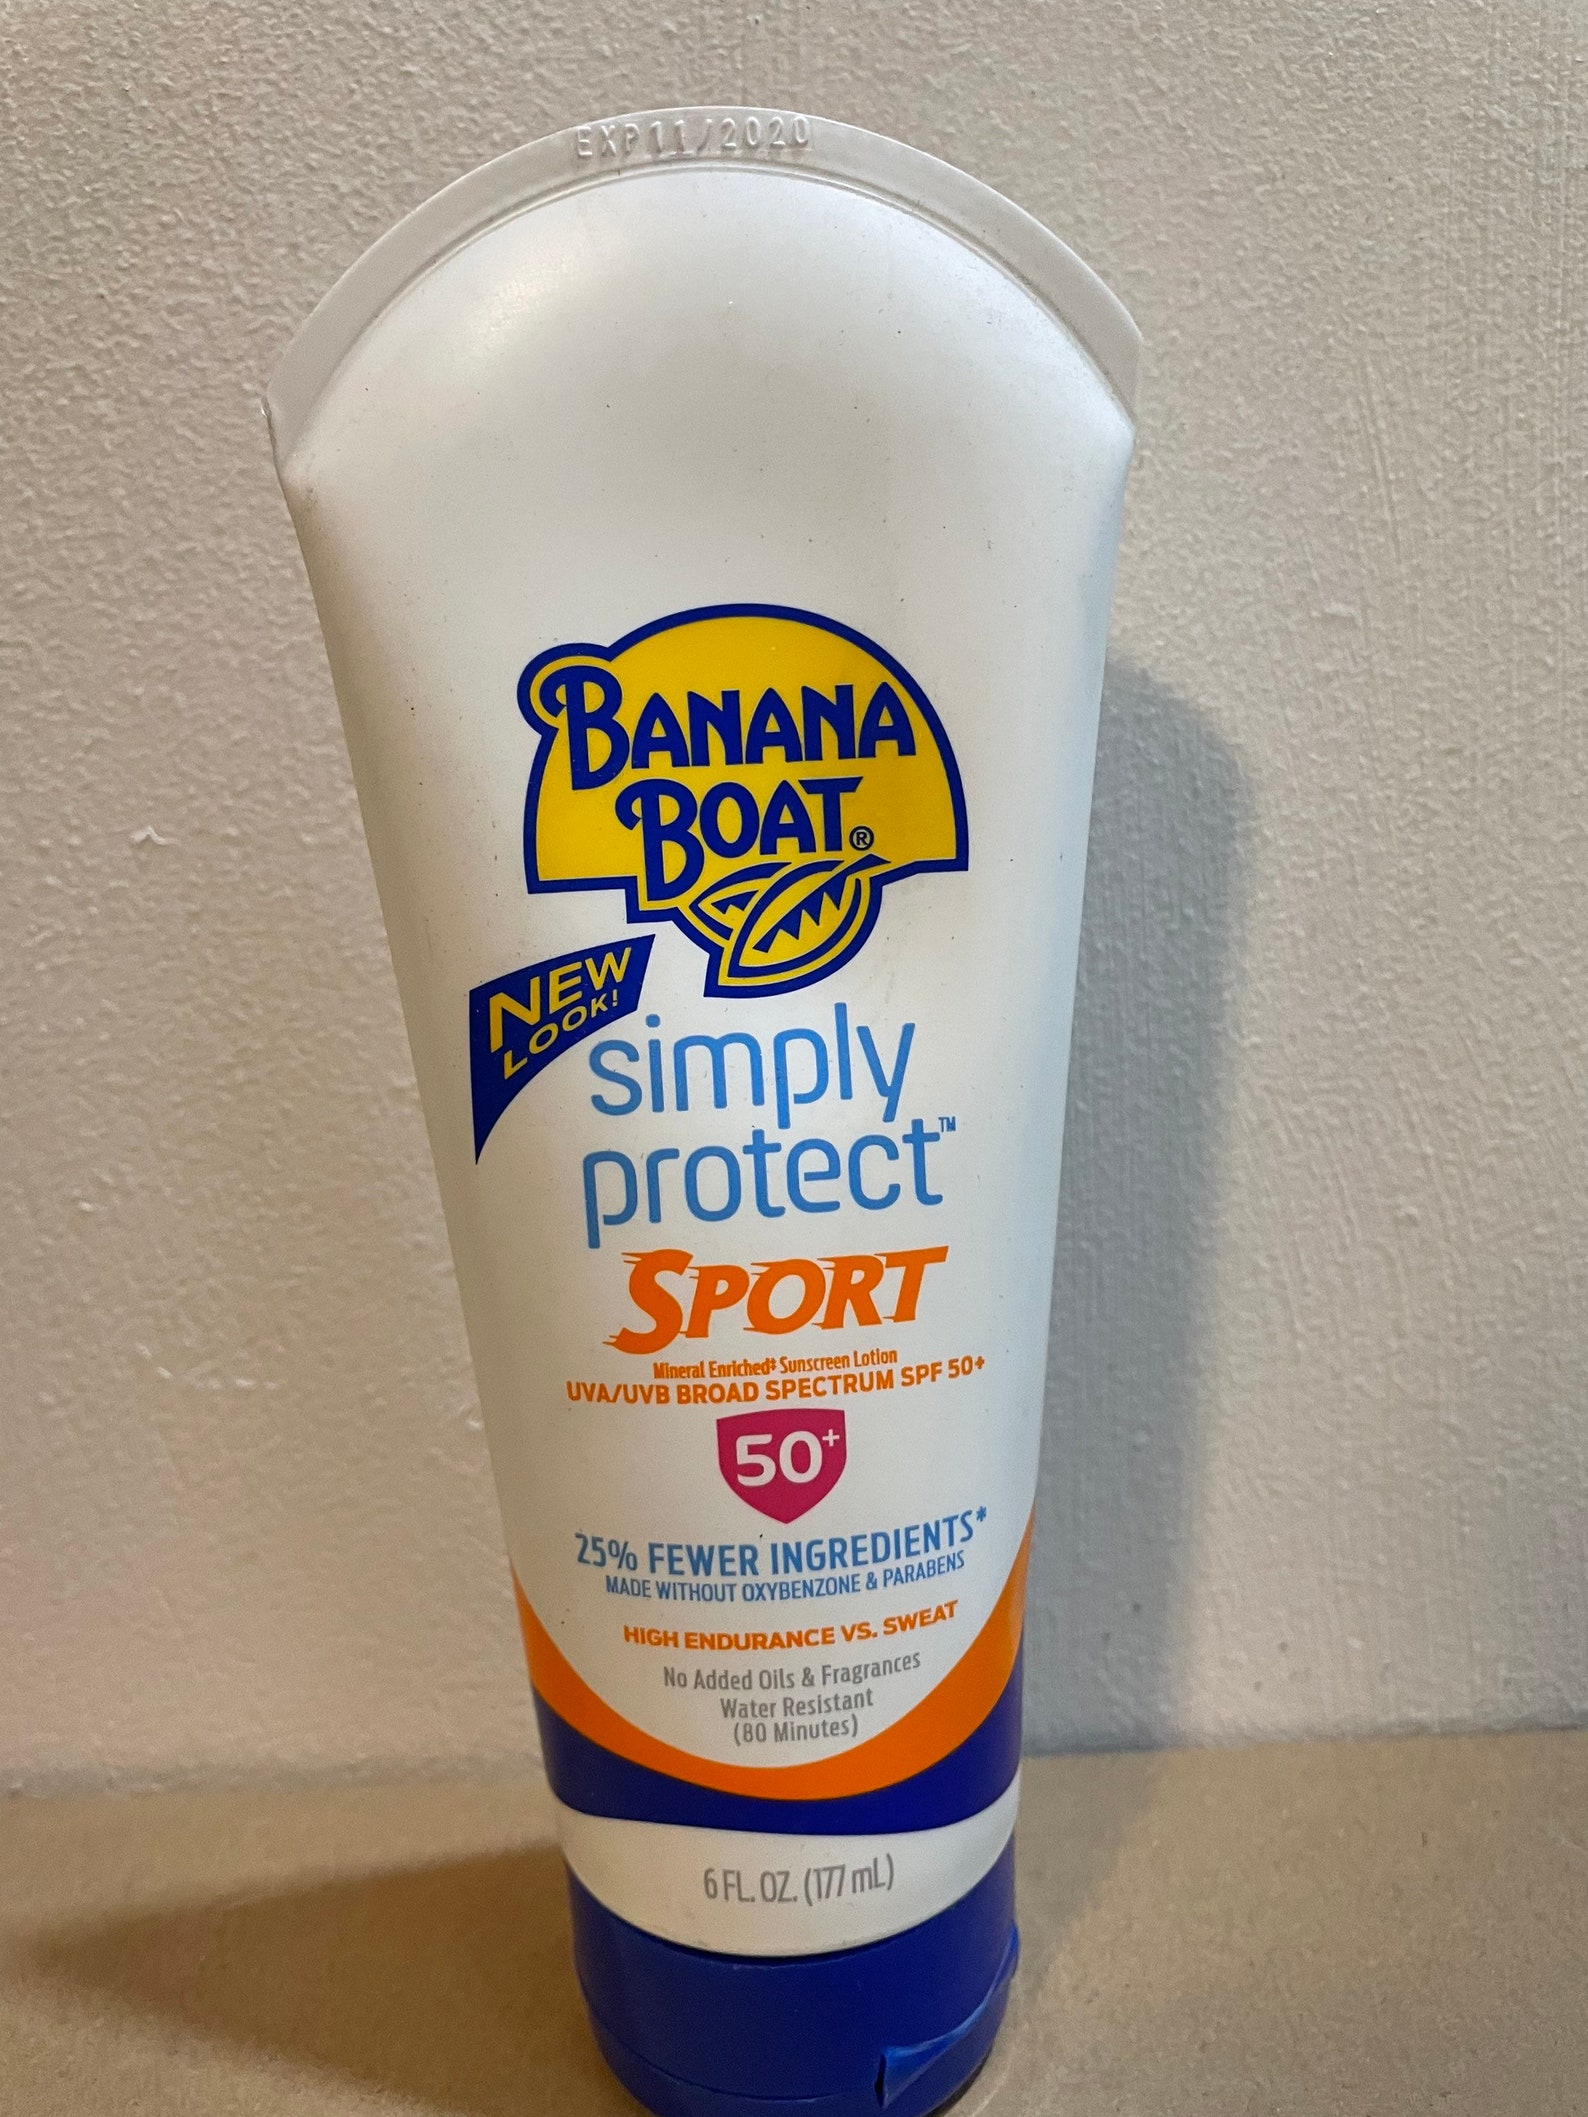 EXP 11/2020
BANANA
BOAT®
NEW
LOOK!
simply
protect™
SPORT
Mineral Enriched‡ Sunscreen Lotion
UVA/UVB BROAD SPECTRUM SPF 50+
50+
25% FEWER INGREDIENTS*
MADE WITHOUT OXYBENZONE & PARABENS
HIGH ENDURANCE VS. SWEAT
No Added Oils & Fragrances
Water Resistant
(80 Minutes)
6 FL. OZ. (177 mL)